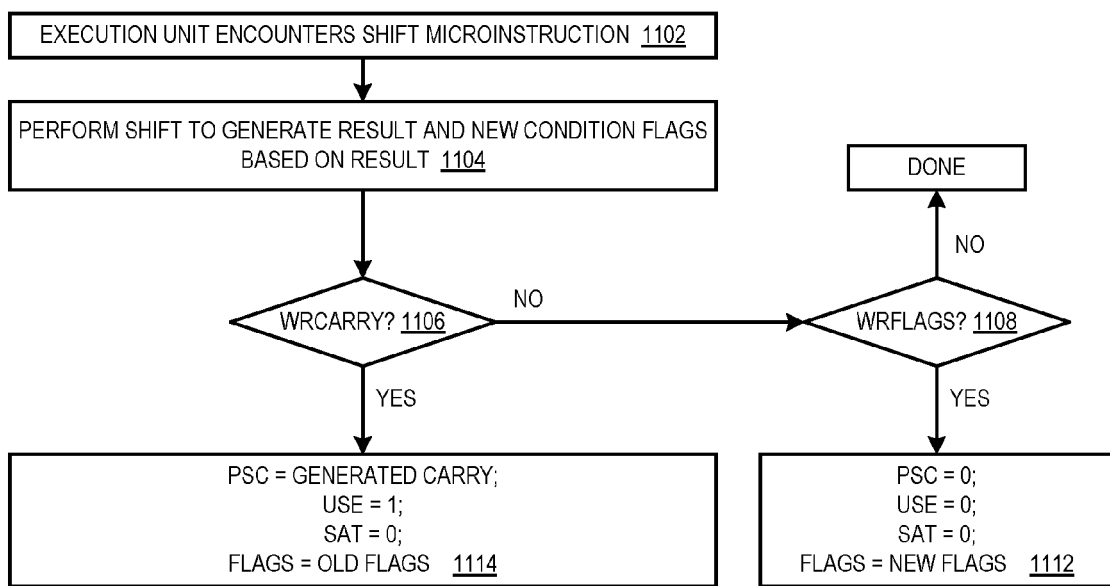 EXECUTION UNIT ENCOUNTERS SHIFT MICROINSTRUCTION 1102
PERFORM SHIFT TO GENERATE RESULT AND NEW CONDITION FLAGS
BASED ON RESULT 1104
DONE
NO
WRCARRY? 1106
NO
WRFLAGS? 1108
YES
YES
PSC = GENERATED CARRY;
USE = 1;
SAT = 0;
FLAGS = OLD FLAGS 1114
PSC = 0;
USE = 0;
SAT = 0;
FLAGS = NEW FLAGS 1112